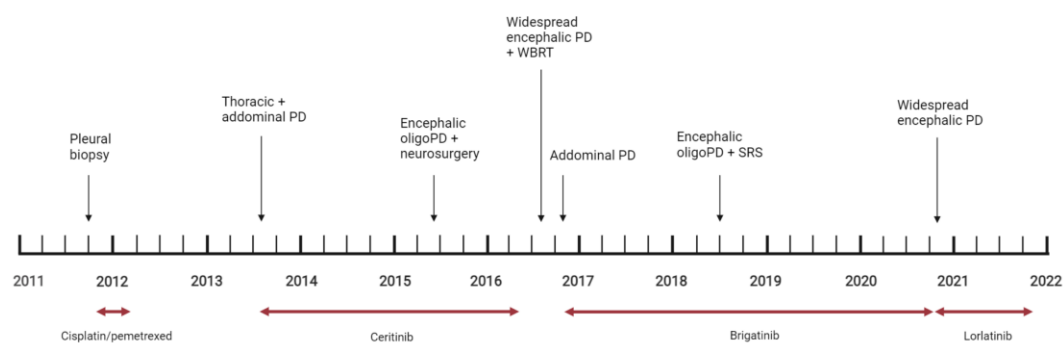 Widespread
encephalic PD
+ WBRT
Thoracic +
addominal PD
Widespread
encephalic PD
Encephalic
oligoPD +
neurosurgery
Pleural
biopsy
Encephalic
oligoPD + SRS
Addominal PD
2011
2012
2013
2014
2015
2016
2017
2018
2019
2020
2021
2022
Cisplatin/pemetrexed
Ceritinib
Brigatinib
Lorlatinib